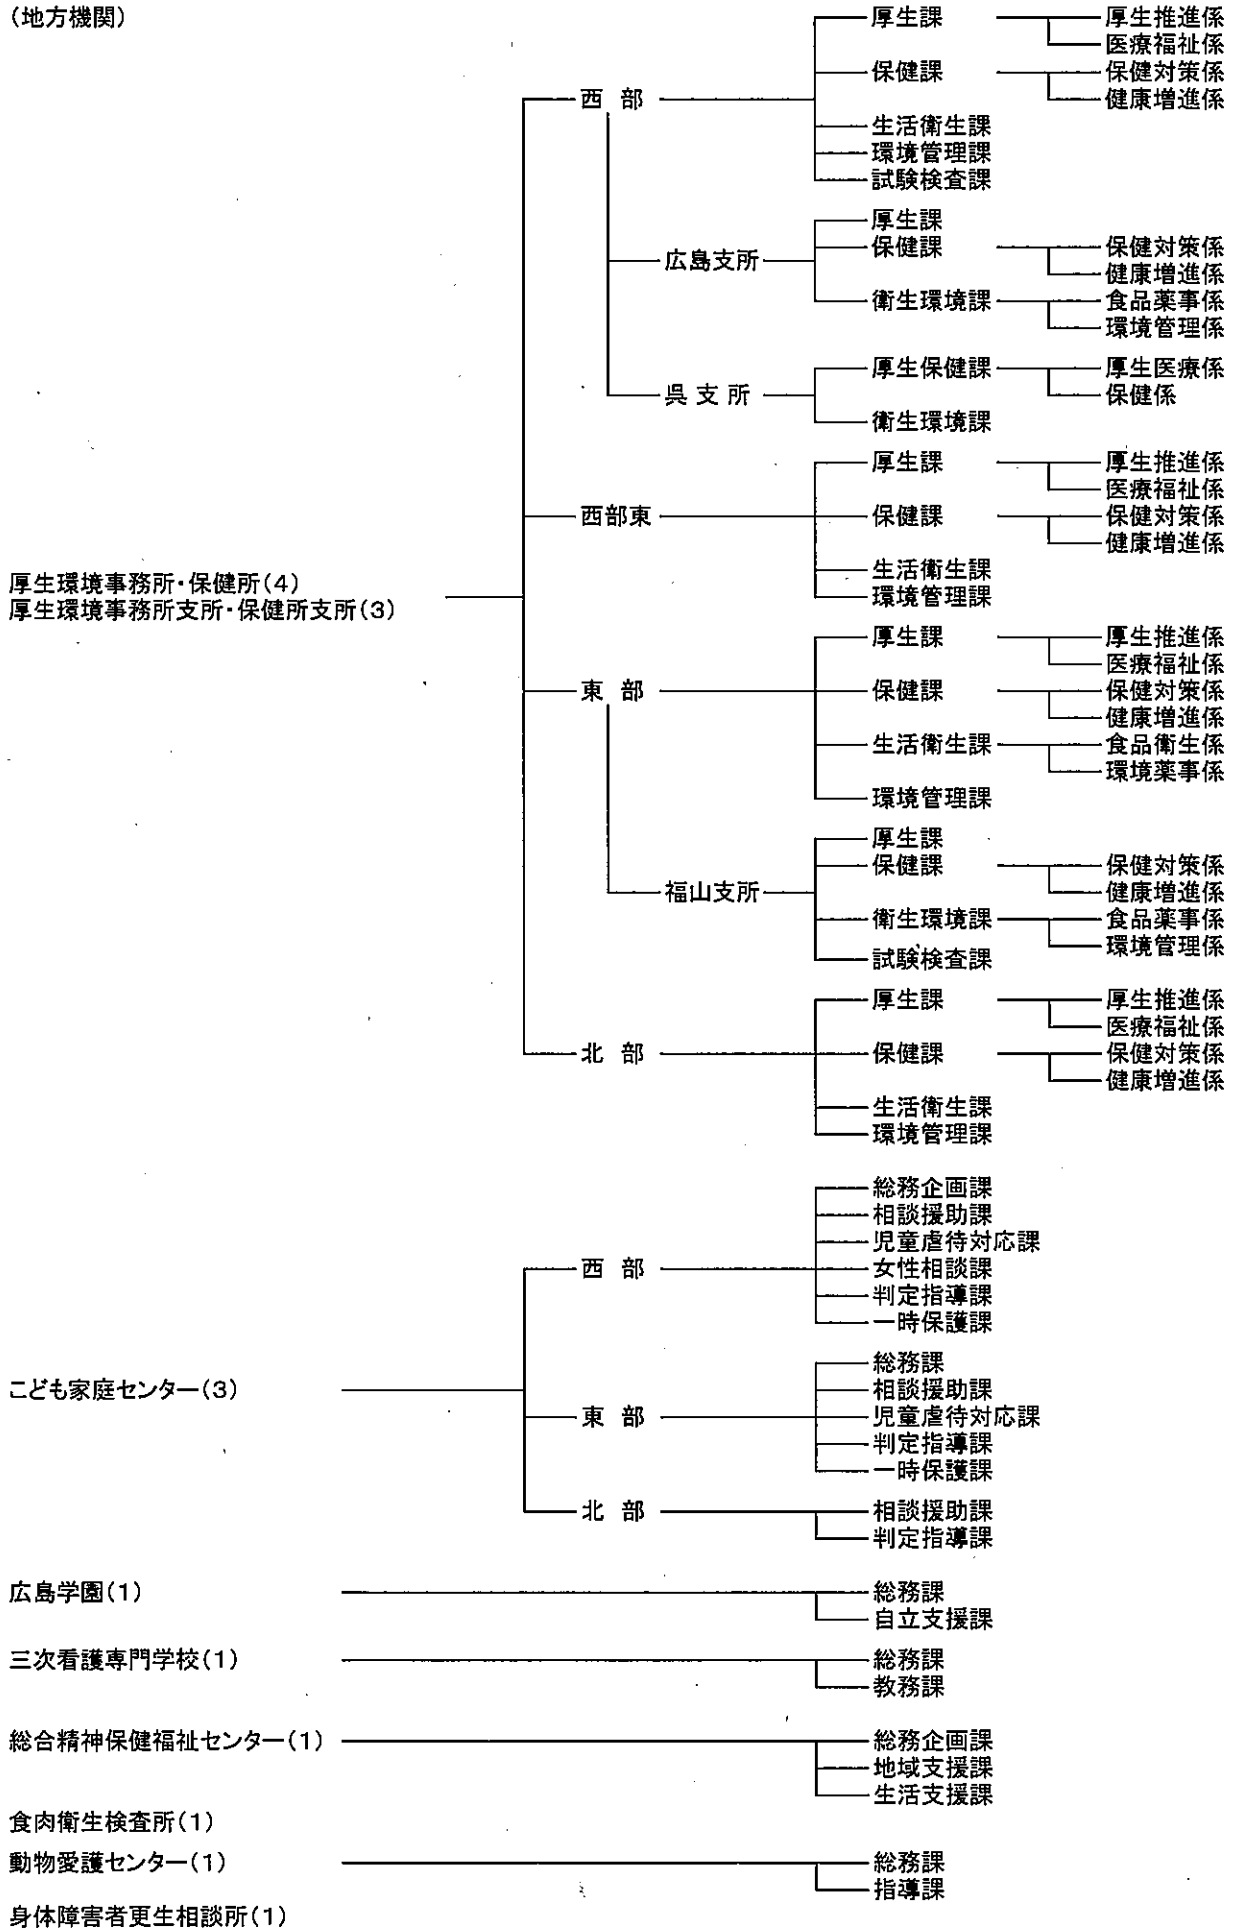 (地方機関)
厚生課 厚生推進係
医療福祉係
保健課 保健対策係
西 部 健康増進係
生活衛生課
環境管理課
試験検査課
厚生課
保健課 保健対策係
広島支所 健康増進係
衛生環境課 食品薬事係
環境管理係
厚生保健課 厚生医療係
呉 支 所 保健係
衛生環境課
厚生課 厚生推進係
医療福祉係
西部東 保健課 保健対策係
健康増進係
生活衛生課
厚生環境事務所・保健所(4)
環境管理課
厚生環境事務所支所・保健所支所(3)
厚生課 厚生推進係
医療福祉係
東 部 保健課 保健対策係
健康増進係
生活衛生課 食品衛生係
環境薬事係
環境管理課
厚生課
保健課 保健対策係
福山支所 健康増進係
衛生環境課 食品薬事係
環境管理係
試験検査課
厚生課 厚生推進係
医療福祉係
北 部 保健課 保健対策係
健康増進係
生活衛生課
環境管理課
総務企画課
相談援助課
児童虐待対応課
西 部 女性相談課
判定指導課
一時保護課
総務課
こども家庭センター(3) 相談援助課
東 部 児童虐待対応課
判定指導課
一時保護課
北 部 相談援助課
判定指導課
広島学園(1) 総務課
自立支援課
三次看護専門学校(1) 総務課
教務課
総合精神保健福祉センター(1) 総務企画課
地域支援課
生活支援課
食肉衛生検査所(1)
動物愛護センター(1) 総務課
指導課
身体障害者更生相談所(1)